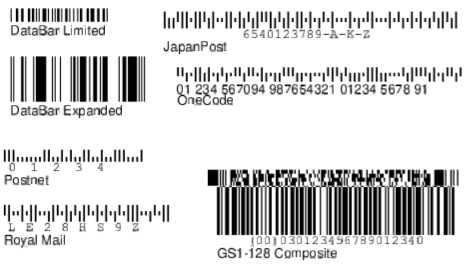 DataBar Limited
6540123789-A-K-Z
JapanPost
DataBar Expanded
01 234 567094 987654321 01234 5678 91
OneCode
0 1 2 3 4
Postnet
L E 2 8 H S 9 Z
Royal Mail
(00)030123456789012340
GS1-128 Composite